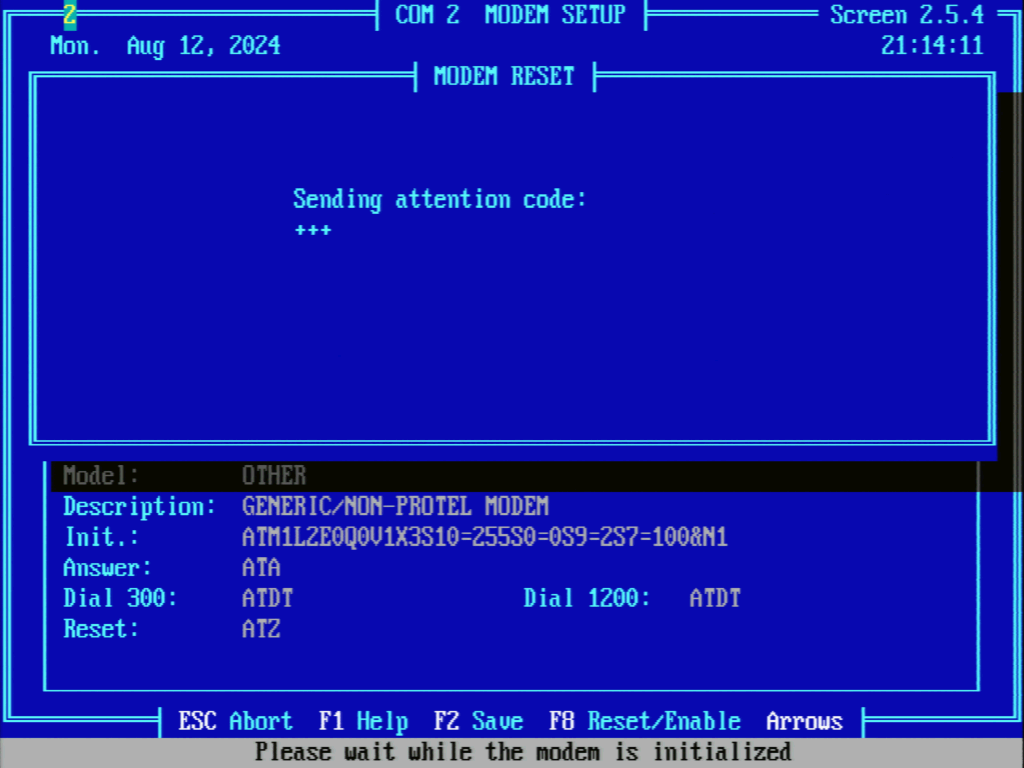 2 COM 2 MODEM SETUP Screen 2.5.4
Mon. Aug 12, 2024 21:14:11
MODEM RESET
Sending attention code:
+++
Model: OTHER
Description: GENERIC/NON-PROTEL MODEM
Init.: ATM1L2E0Q0V1X3S10=255S0=0S9=2S7=100&N1
Answer: ATA
Dial 300: ATDT Dial 1200: ATDT
Reset: ATZ
ESC Abort F1 Help F2 Save F8 Reset/Enable Arrows
Please wait while the modem is initialized